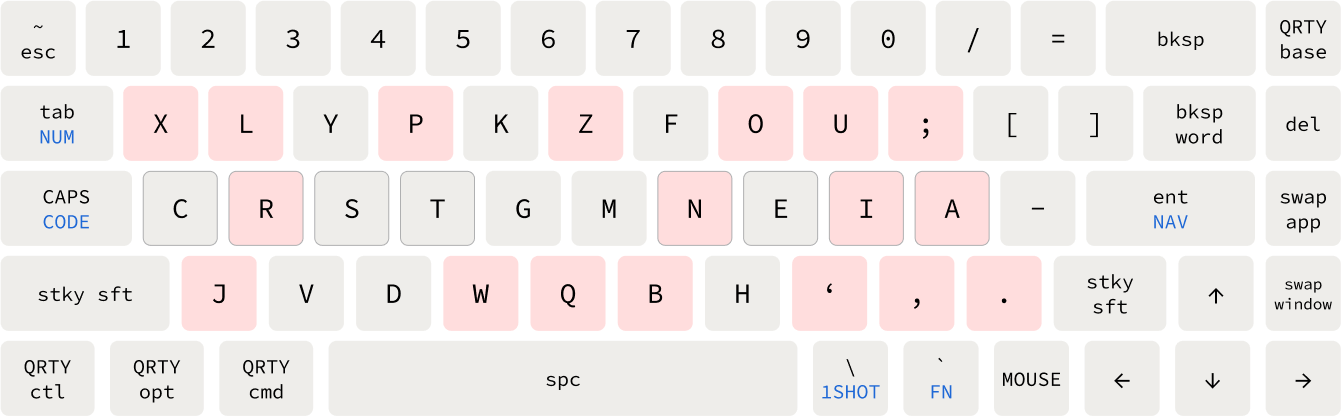 ~
esc 1 2 3 4 5 6 7 8 9 0 / = bksp QRTY
base
tab
NUM X L Y P K Z F O U ; [ ] bksp
word del
CAPS
CODE C R S T G M N E I A – ent
NAV swap
app
stky sft J V D W Q B H ‘ , . stky
sft ↑ swap
window
QRTY
ctl QRTY
opt QRTY
cmd spc \
1SHOT `
FN MOUSE ← ↓ →